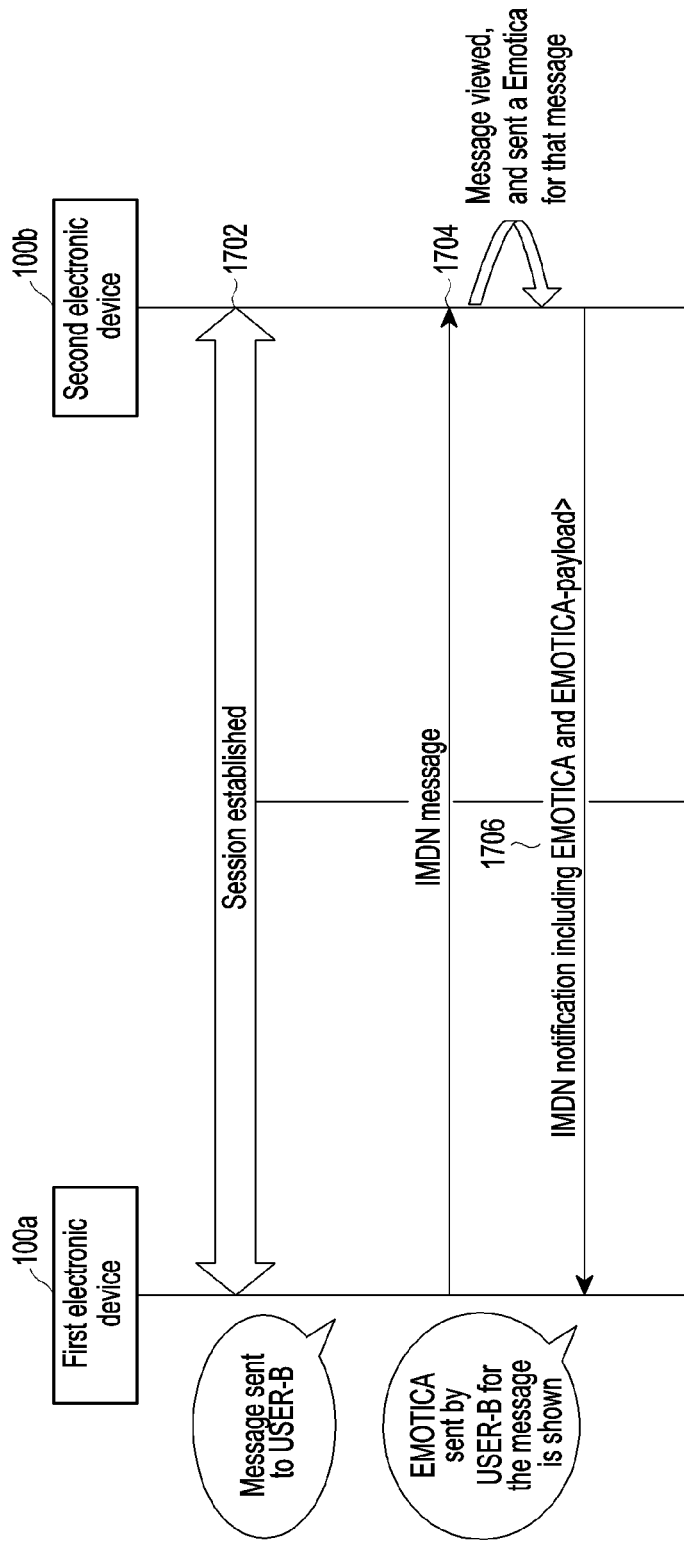 100a
First electronic
device
100b
Second electronic
device
Message sent
to USER-B
Session established
1702
IMDN message
1704
Message viewed,
and sent a Emotica
for that message
EMOTICA
sent by
USER-B for
the message
is shown
1706
IMDN notification including EMOTICA and EMOTICA-payload>